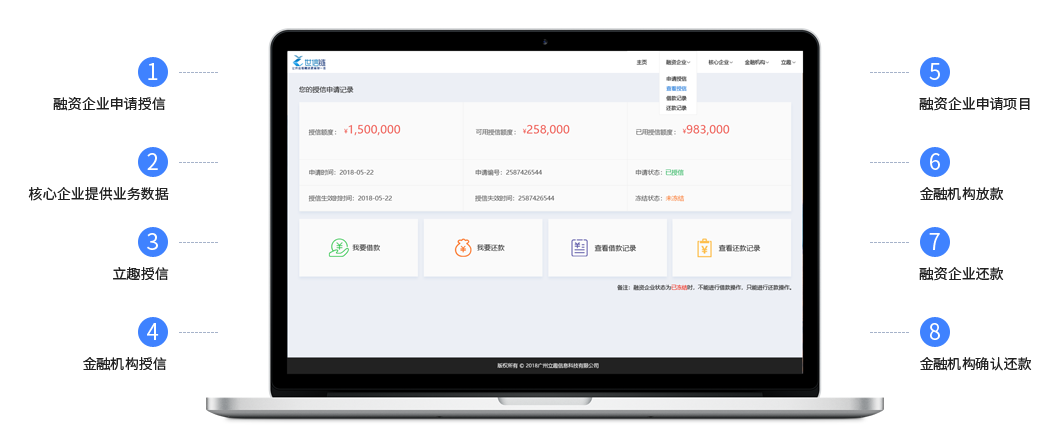 1
融资企业申请授信
2
核心企业提供业务数据
3
立趣授信
4
金融机构授信
世信链
主页 融资企业 核心企业 金融机构 立趣
申请授信
查看授信
借款记录
还款记录
您的授信申请记录
授信额度： ¥1,500,000 可用授信额度： ¥258,000 已用授信额度： ¥983,000
申请时间：2018-05-22 申请编号：2587426544 申请状态：已授信
授信生效时时间：2018-05-22 授信失效时间：2587426544 冻结状态：未冻结
我要借款 我要还款 查看借款记录 查看还款记录
备注：融资企业状态为已冻结时，不能进行借款操作，只能进行还款操作。
版权所有 © 2018广州立趣信息科技有限公司
5
融资企业申请项目
6
金融机构放款
7
融资企业还款
8
金融机构确认还款